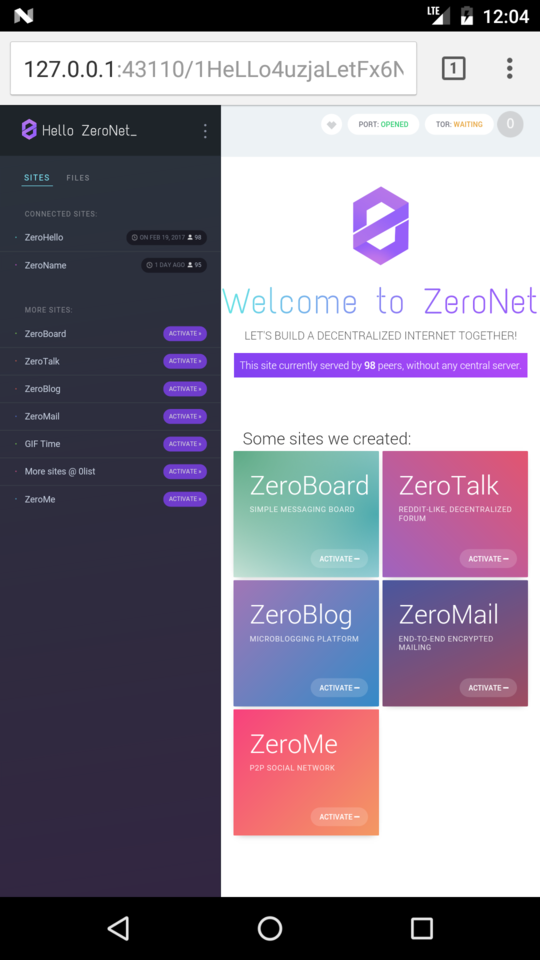 LTE
12:04
127.0.0.1:43110/1HeLLo4uzjaLetFx6N
1
Hello ZeroNet_
PORT: OPENED
TOR: WAITING
0
SITES
FILES
CONNECTED SITES:
ZeroHello
ON FEB 19, 2017 98
ZeroName
1 DAY AGO 95
MORE SITES:
ZeroBoard
ACTIVATE »
ZeroTalk
ACTIVATE »
ZeroBlog
ACTIVATE »
ZeroMail
ACTIVATE »
GIF Time
ACTIVATE »
More sites @ 0list
ACTIVATE »
ZeroMe
ACTIVATE »
Welcome to ZeroNet
LET'S BUILD A DECENTRALIZED INTERNET TOGETHER!
This site currently served by 98 peers, without any central server.
Some sites we created:
ZeroBoard
SIMPLE MESSAGING BOARD
ACTIVATE
ZeroTalk
REDDIT-LIKE, DECENTRALIZED
FORUM
ACTIVATE
ZeroBlog
MICROBLOGGING PLATFORM
ACTIVATE
ZeroMail
END-TO-END ENCRYPTED
MAILING
ACTIVATE
ZeroMe
P2P SOCIAL NETWORK
ACTIVATE